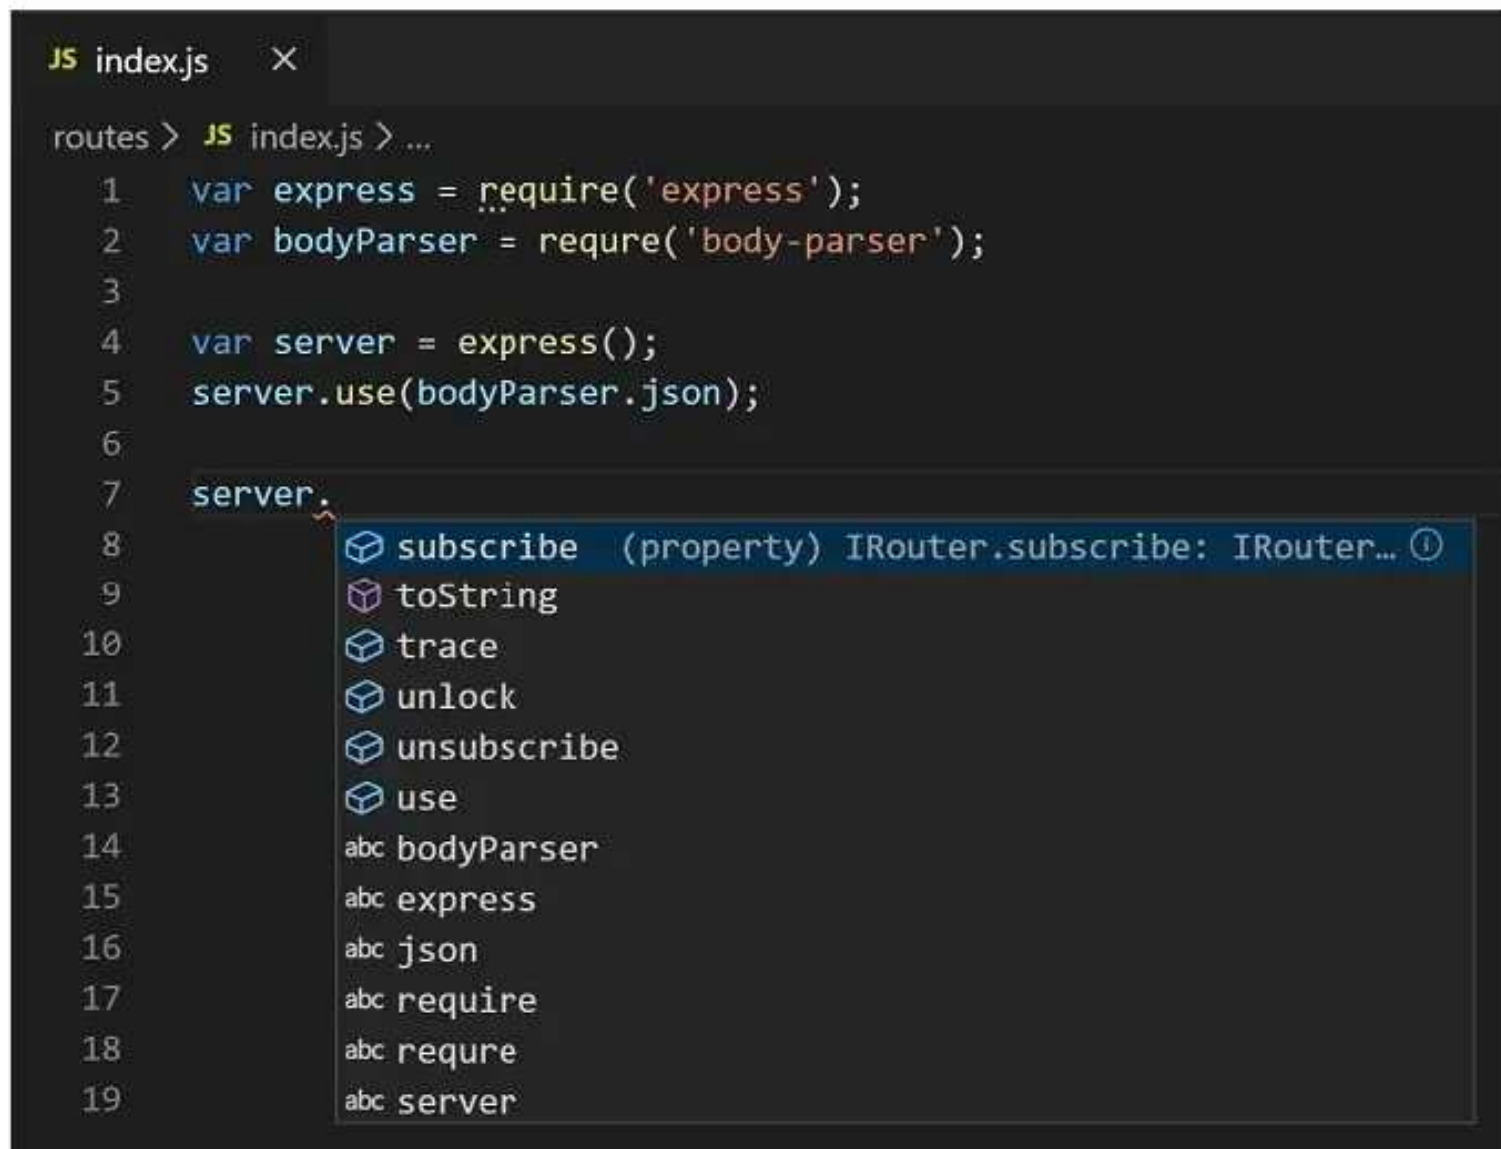 JS index.js ×
routes > JS index.js > ...
1 var express = require('express');
2 var bodyParser = requre('body-parser');
3
4 var server = express();
5 server.use(bodyParser.json);
6
7 server.
8 subscribe (property) IRouter.subscribe: IRouter…
9 toString
10 trace
11 unlock
12 unsubscribe
13 use
14 abc bodyParser
15 abc express
16 abc json
17 abc require
18 abc requre
19 abc server